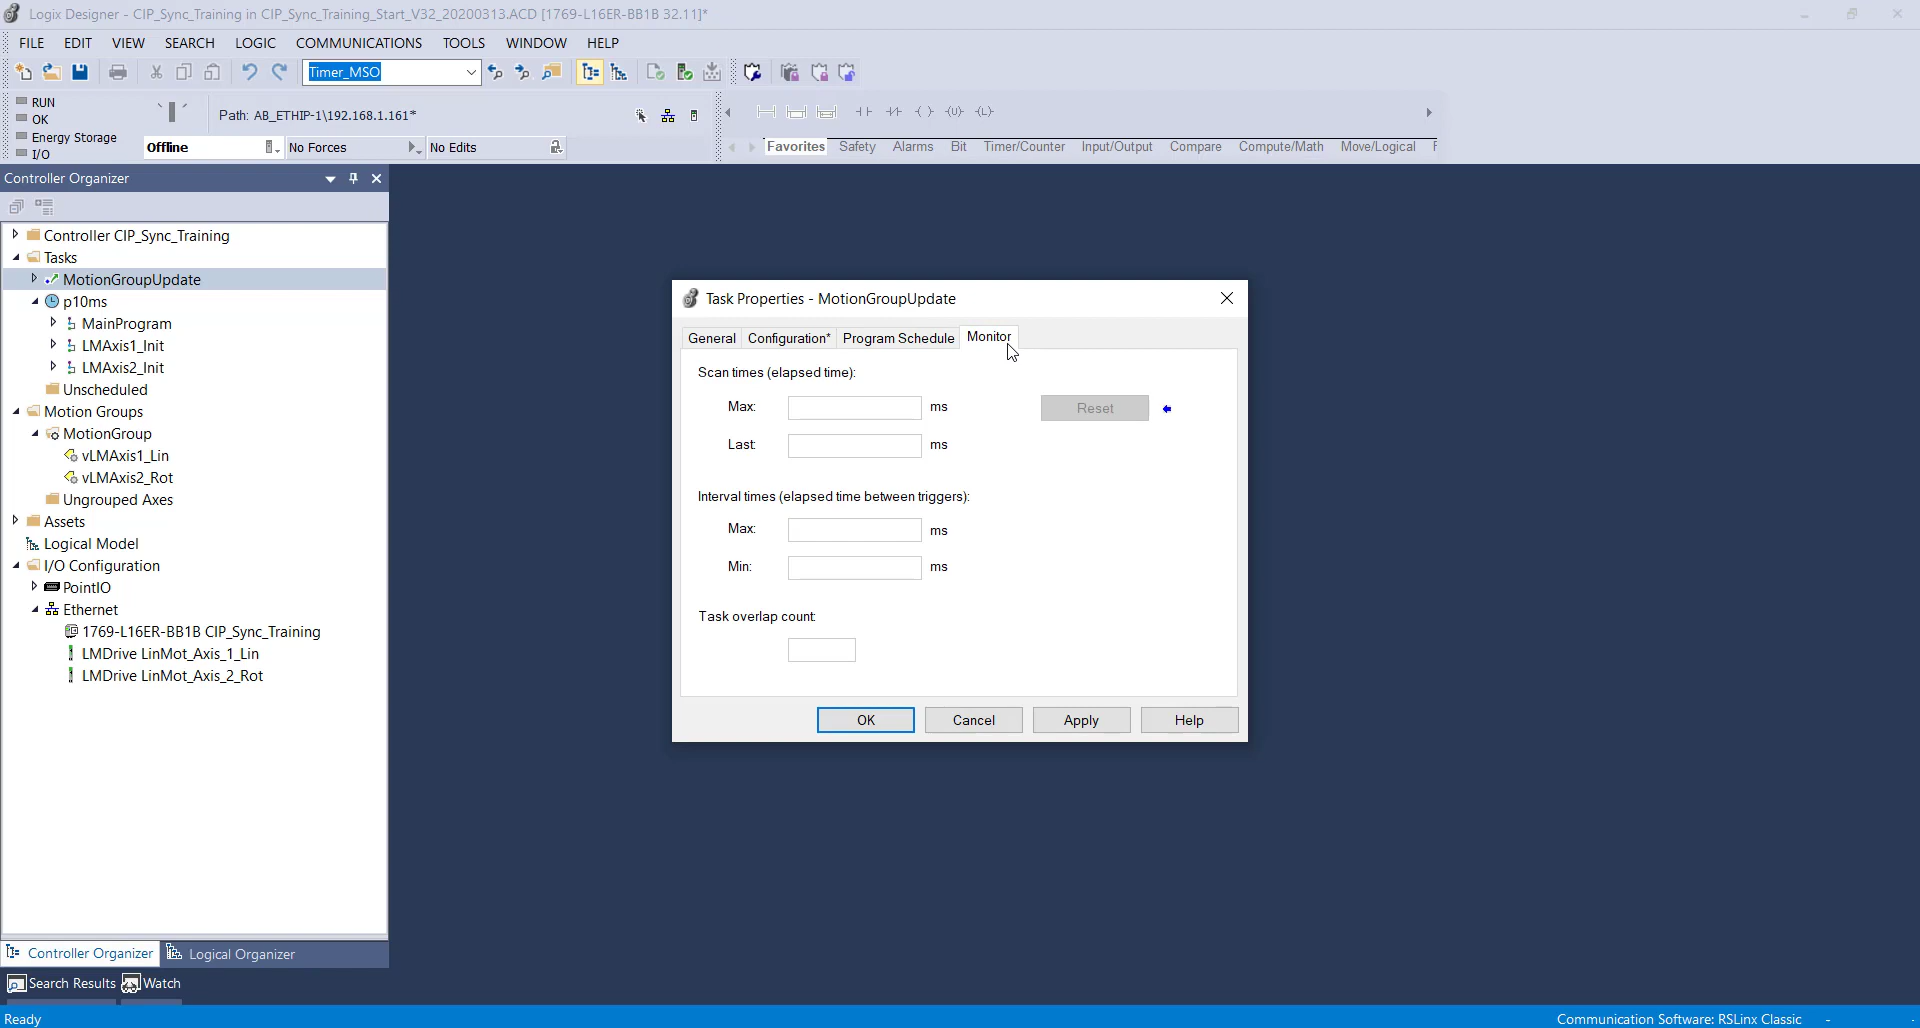 Logix Designer - CIP_Sync_Training in CIP_Sync_Training_Start_V32_20200313.ACD [1769-L16ER-BB1B 32.11]*
FILE EDIT VIEW SEARCH LOGIC COMMUNICATIONS TOOLS WINDOW HELP
Timer_MSO
RUN
OK
Energy Storage
I/O
Path: AB_ETHIP-1\192.168.1.161*
Offline No Forces No Edits
Favorites Safety Alarms Bit Timer/Counter Input/Output Compare Compute/Math Move/Logical
Controller Organizer
Controller CIP_Sync_Training
Tasks
MotionGroupUpdate
p10ms
MainProgram
LMAxis1_Init
LMAxis2_Init
Unscheduled
Motion Groups
MotionGroup
vLMAxis1_Lin
vLMAxis2_Rot
Ungrouped Axes
Assets
Logical Model
I/O Configuration
PointIO
Ethernet
1769-L16ER-BB1B CIP_Sync_Training
LMDrive LinMot_Axis_1_Lin
LMDrive LinMot_Axis_2_Rot
Controller Organizer Logical Organizer
Search Results Watch
Ready
Task Properties - MotionGroupUpdate
General Configuration* Program Schedule Monitor
Scan times (elapsed time):
Max: ms Reset
Last: ms
Interval times (elapsed time between triggers):
Max: ms
Min: ms
Task overlap count:
OK Cancel Apply Help
Communication Software: RSLinx Classic -